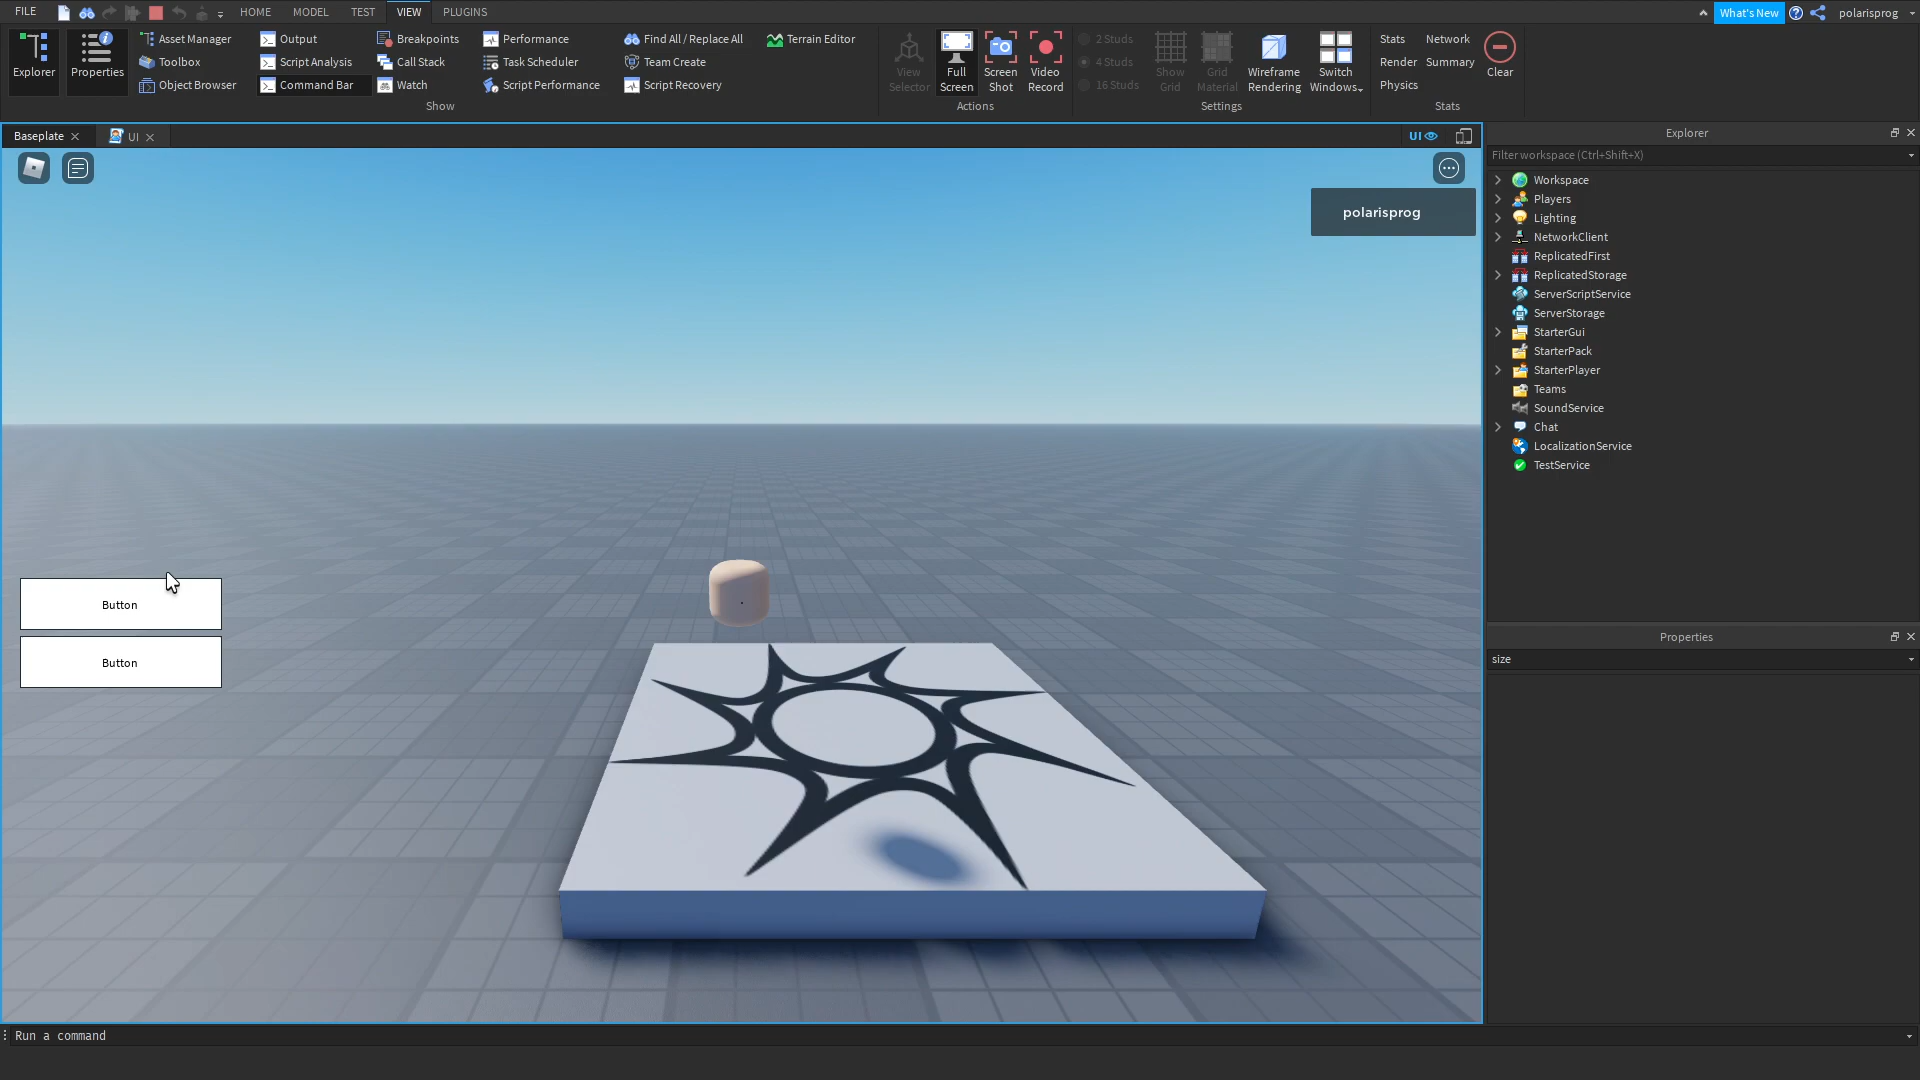 FILE HOME MODEL TEST VIEW PLUGINS What's New polarisprog
Explorer
Properties
Asset Manager
Toolbox
Object Browser
Output
Script Analysis
Command Bar
Breakpoints
Call Stack
Watch
Performance
Task Scheduler
Script Performance
Find All / Replace All
Team Create
Script Recovery
Terrain Editor
Show
View
Selector
Full
Screen
Screen
Shot
Video
Record
Actions
2 Studs
4 Studs
16 Studs
Show
Grid
Grid
Material
Wireframe
Rendering
Switch
Windows
Settings
Stats
Render
Physics
Network
Summary
Clear
Stats
Baseplate
UI
UI
polarisprog
Button
Button
Explorer
Filter workspace (Ctrl+Shift+X)
Workspace
Players
Lighting
NetworkClient
ReplicatedFirst
ReplicatedStorage
ServerScriptService
ServerStorage
StarterGui
StarterPack
StarterPlayer
Teams
SoundService
Chat
LocalizationService
TestService
Properties
size
Run a command